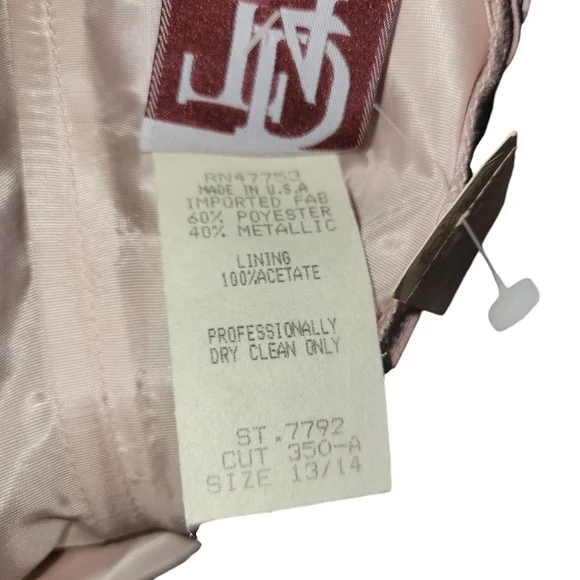 RN47753
MADE IN U.S.A
IMPORTED FAB
60% POYESTER
40% METALLIC
LINING
100%ACETATE
PROFESSIONALLY
DRY CLEAN ONLY
ST.7792
CUT 350-A
SIZE 13/14